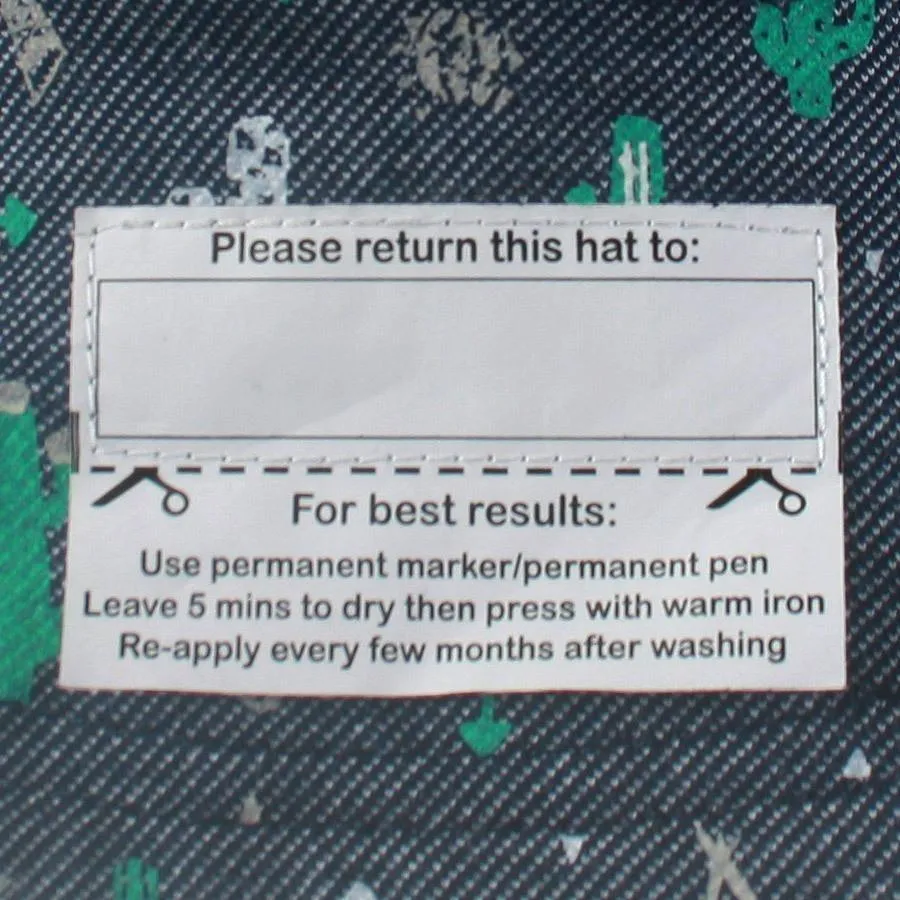 Please return this hat to:
For best results:
Use permanent marker/permanent pen
Leave 5 mins to dry then press with warm iron
Re-apply every few months after washing